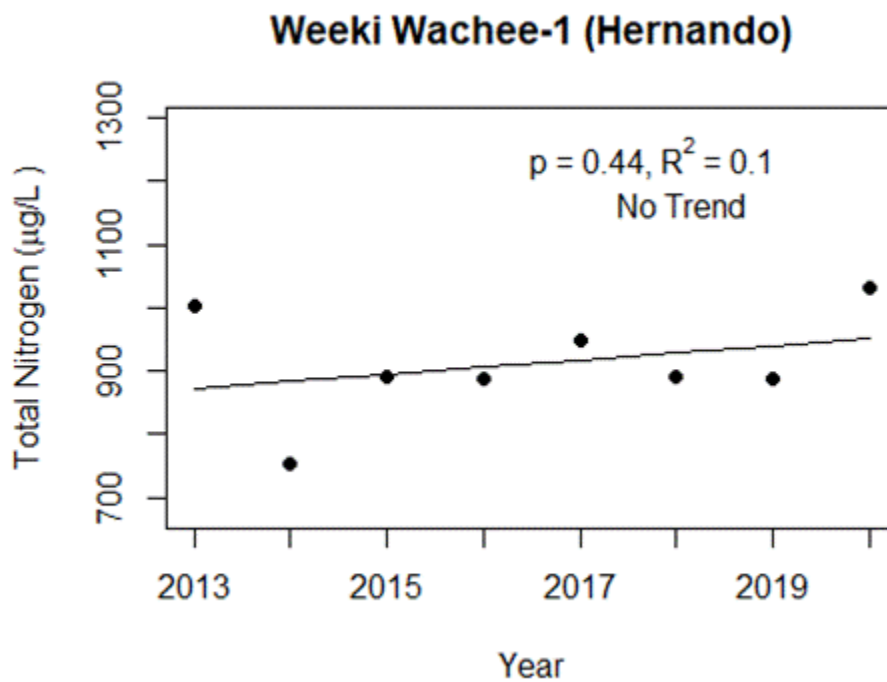 Weeki Wachee-1 (Hernando)
p = 0.44, R² = 0.1
No Trend
Total Nitrogen (µg/L )
1300
1100
900
700
2013 2015 2017 2019
Year